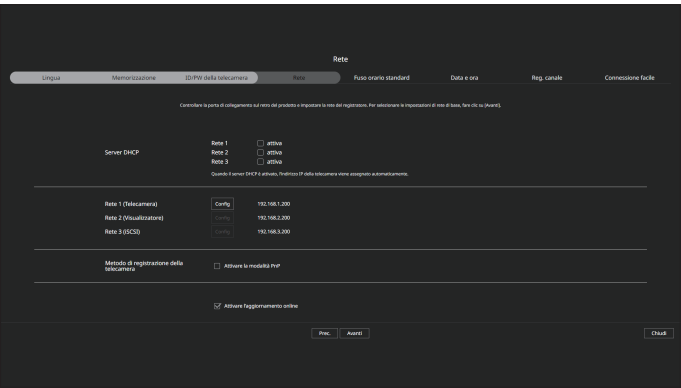 Rete
Lingua Memorizzazione ID/PW della telecamera Rete Fuso orario standard Data e ora Reg. canale Connessione facile
Controllare la porta di collegamento sul retro del prodotto e impostare la rete del registratore. Per selezionare le impostazioni di rete di base, fare clic su [Avanti].
Server DHCP
Rete 1 attiva
Rete 2 attiva
Rete 3 attiva
Quando il server DHCP è attivato, l'indirizzo IP della telecamera viene assegnato automaticamente.
Rete 1 (Telecamera) Config 192.168.1.200
Rete 2 (Visualizzatore) Config 192.168.2.200
Rete 3 (iSCSI) Config 192.168.3.200
Metodo di registrazione della
telecamera
Attivare la modalità PnP
Attivare l'aggiornamento online
Prec. Avanti Chiudi